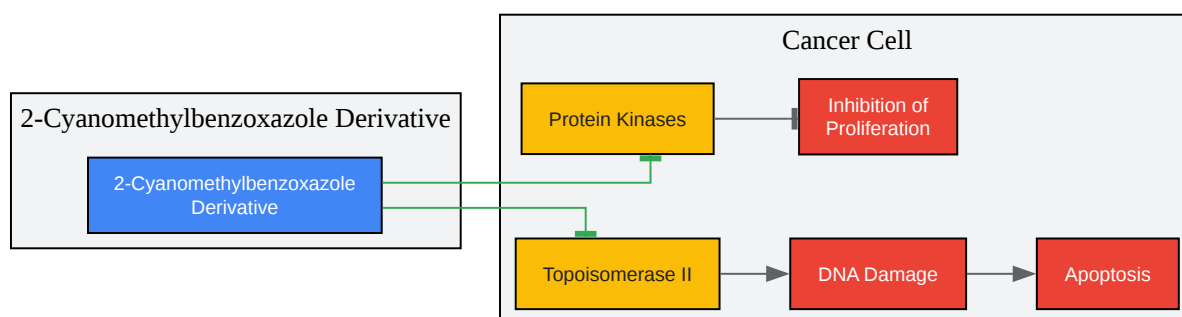 2-Cyanomethylbenzoxazole Derivative
2-Cyanomethylbenzoxazole
Derivative
Cancer Cell
Protein Kinases
Inhibition of
Proliferation
Topoisomerase II
DNA Damage
Apoptosis